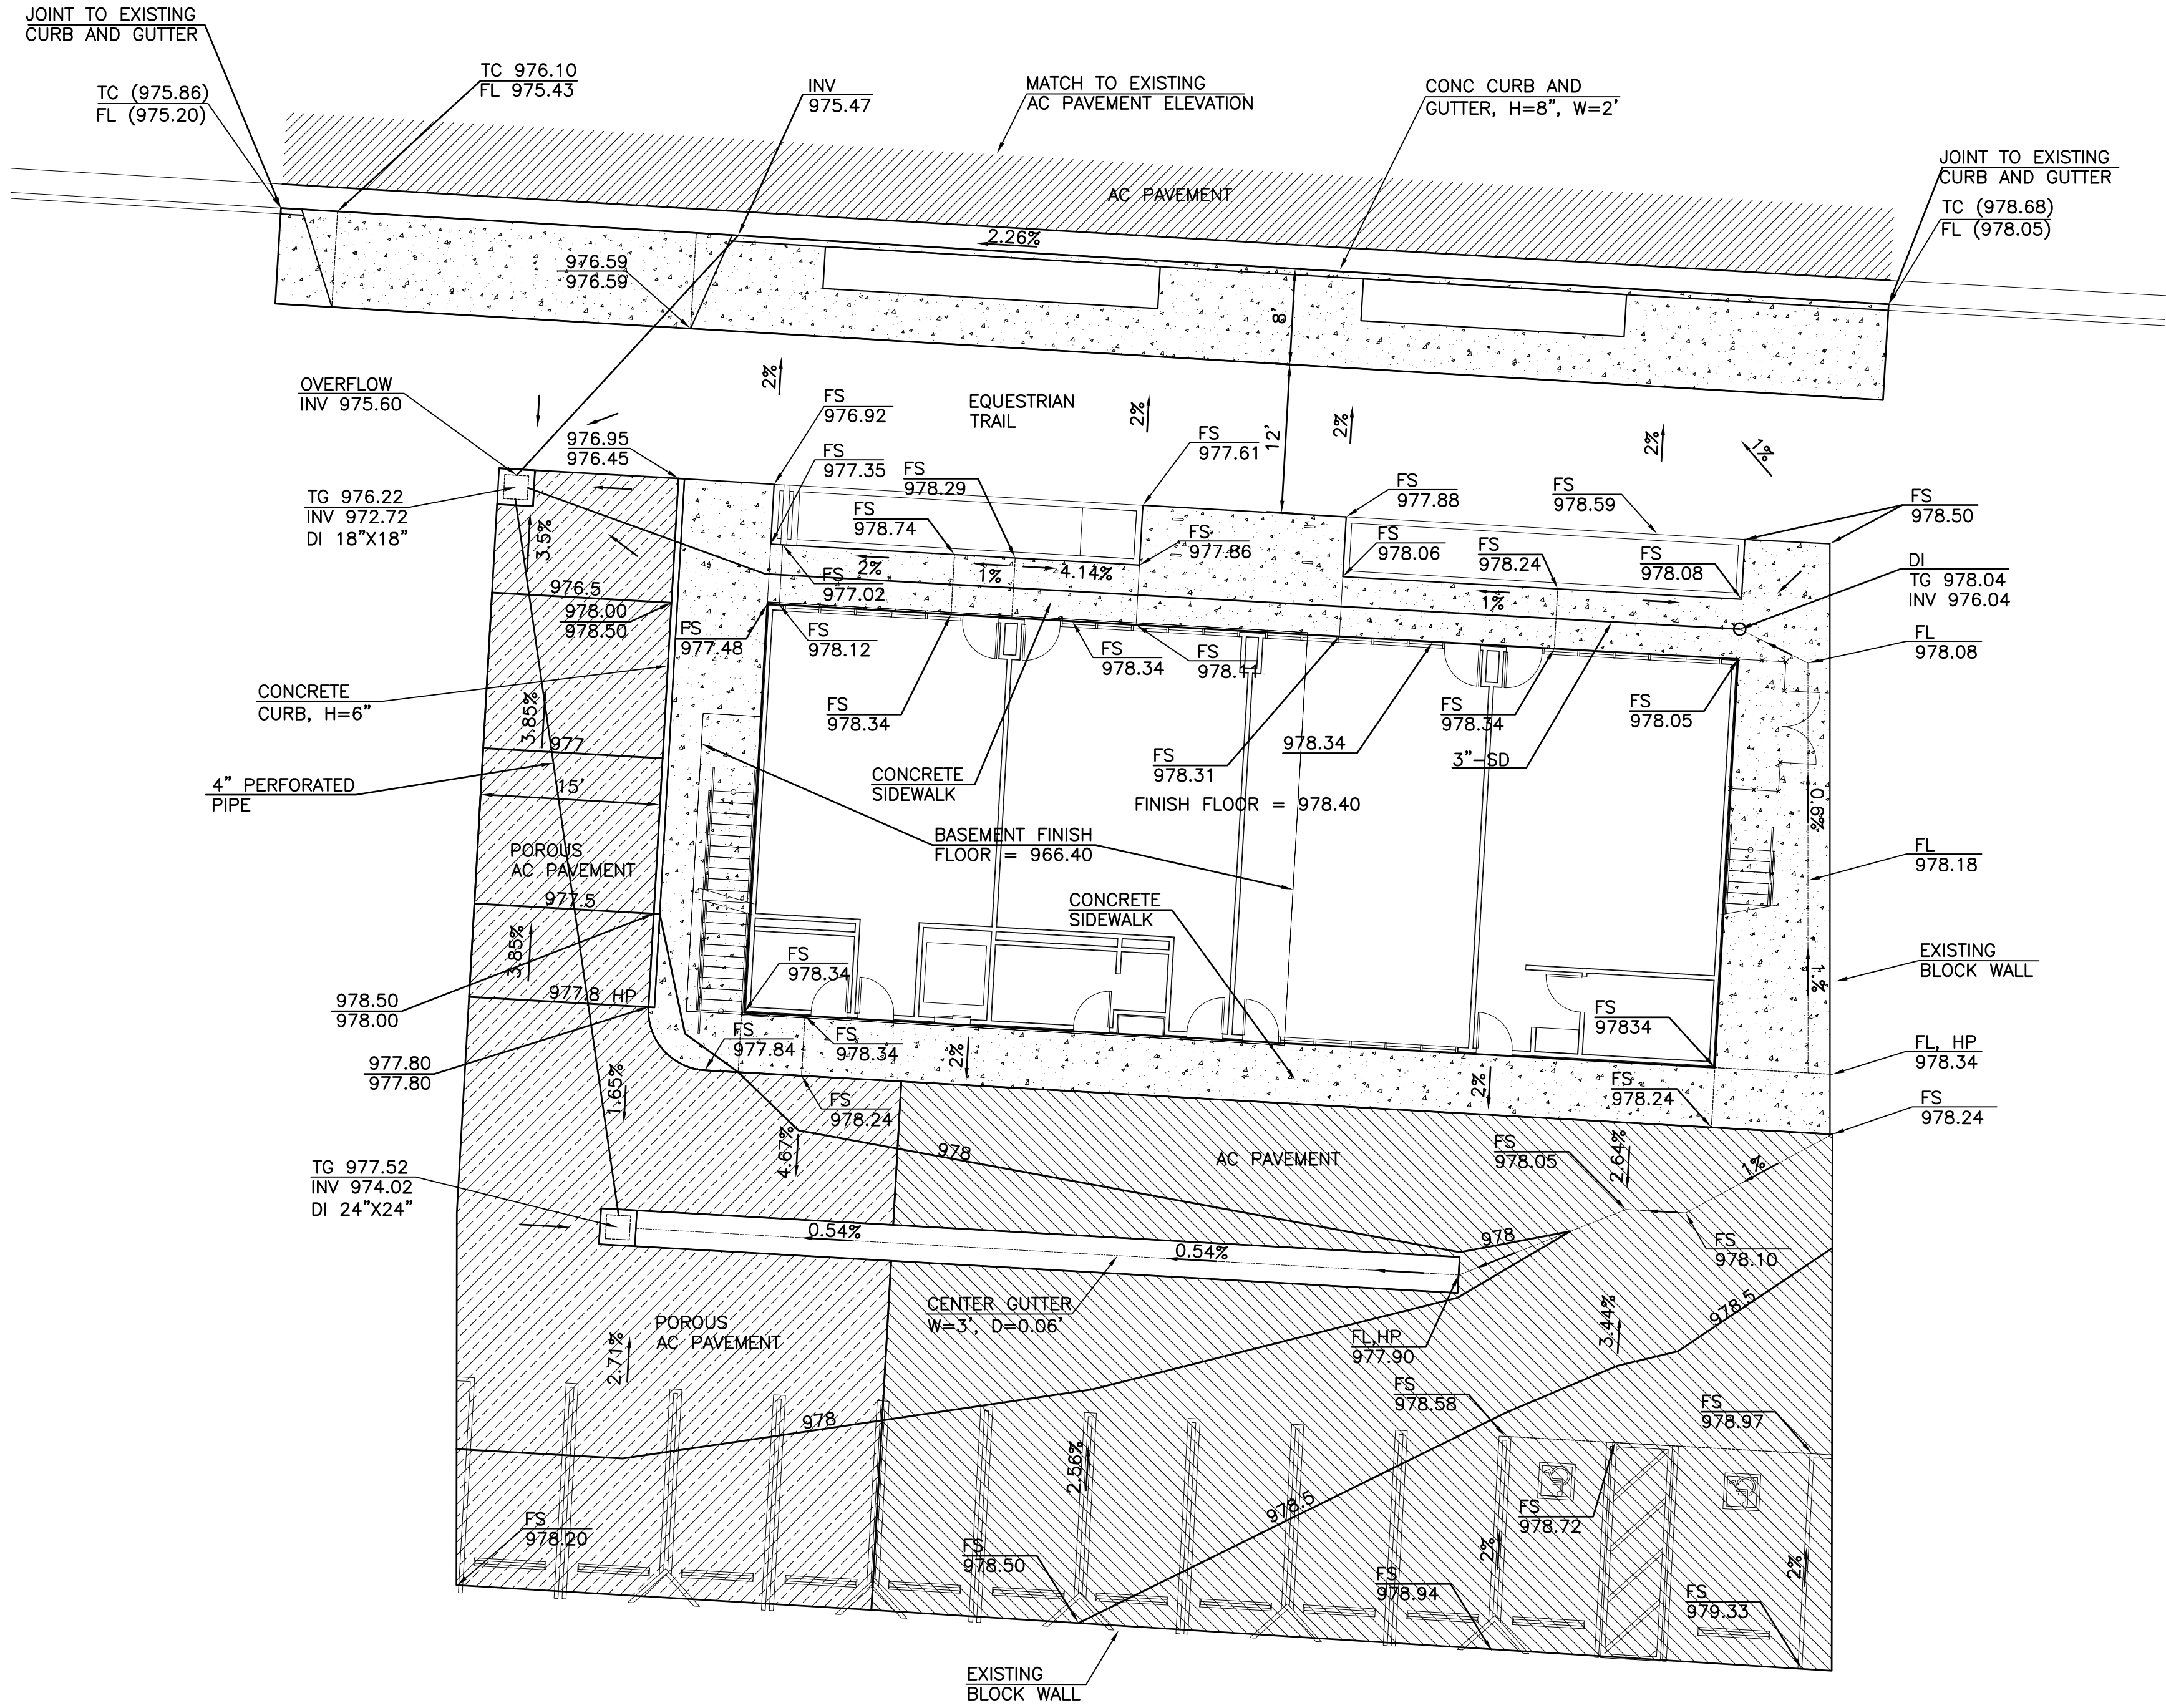 JOINT TO EXISTING
CURB AND GUTTER
TC (975.86)
FL (975.20)
TC 976.10
FL 975.43
INV
975.47
MATCH TO EXISTING
AC PAVEMENT ELEVATION
CONC CURB AND
GUTTER, H=8", W=2'
JOINT TO EXISTING
CURB AND GUTTER
TC (978.68)
FL (978.05)
AC PAVEMENT
2.26%
976.59
976.59
8'
OVERFLOW
INV 975.60
2%
FS
976.92
EQUESTRIAN
TRAIL
2%
12'
2%
2%
1%
976.95
976.45
FS
977.35
FS
978.29
FS
977.61
FS
977.88
FS
978.59
FS
978.50
TG 976.22
INV 972.72
DI 18"X18"
3.5%
FS
978.74
FS
977.86
FS
978.06
FS
978.24
FS
978.08
DI
TG 978.04
INV 976.04
2%
1%
4.14%
1%
FS
977.02
976.5
978.00
978.50
FS
977.48
FS
978.12
FS
978.34
FS
978.11
FL
978.08
CONCRETE
CURB, H=6"
3.85%
FS
978.34
FS
978.31
978.34
FS
978.34
FS
978.05
3"-SD
977
4" PERFORATED
PIPE
15'
CONCRETE
SIDEWALK
FINISH FLOOR = 978.40
0.6%
POROUS
AC PAVEMENT
BASEMENT FINISH
FLOOR = 966.40
FL
978.18
977.5
CONCRETE
SIDEWALK
3.85%
EXISTING
BLOCK WALL
1.%
977.8 HP
FS
978.34
978.50
978.00
FS
97834
FS
977.84
FS
978.34
2%
FL, HP
978.34
977.80
977.80
1.65%
2%
FS
978.24
FS
978.24
FS
978.24
4.67%
978
AC PAVEMENT
FS
978.05
2.64%
1%
TG 977.52
INV 974.02
DI 24"X24"
0.54%
0.54%
978
FS
978.10
CENTER GUTTER
W=3', D=0.06'
POROUS
AC PAVEMENT
2.71%
FL,HP
977.90
3.44%
978.5
FS
978.58
FS
978.97
978
2.56%
978.5
FS
978.72
FS
978.20
FS
978.50
2%
2%
FS
978.94
FS
979.33
EXISTING
BLOCK WALL